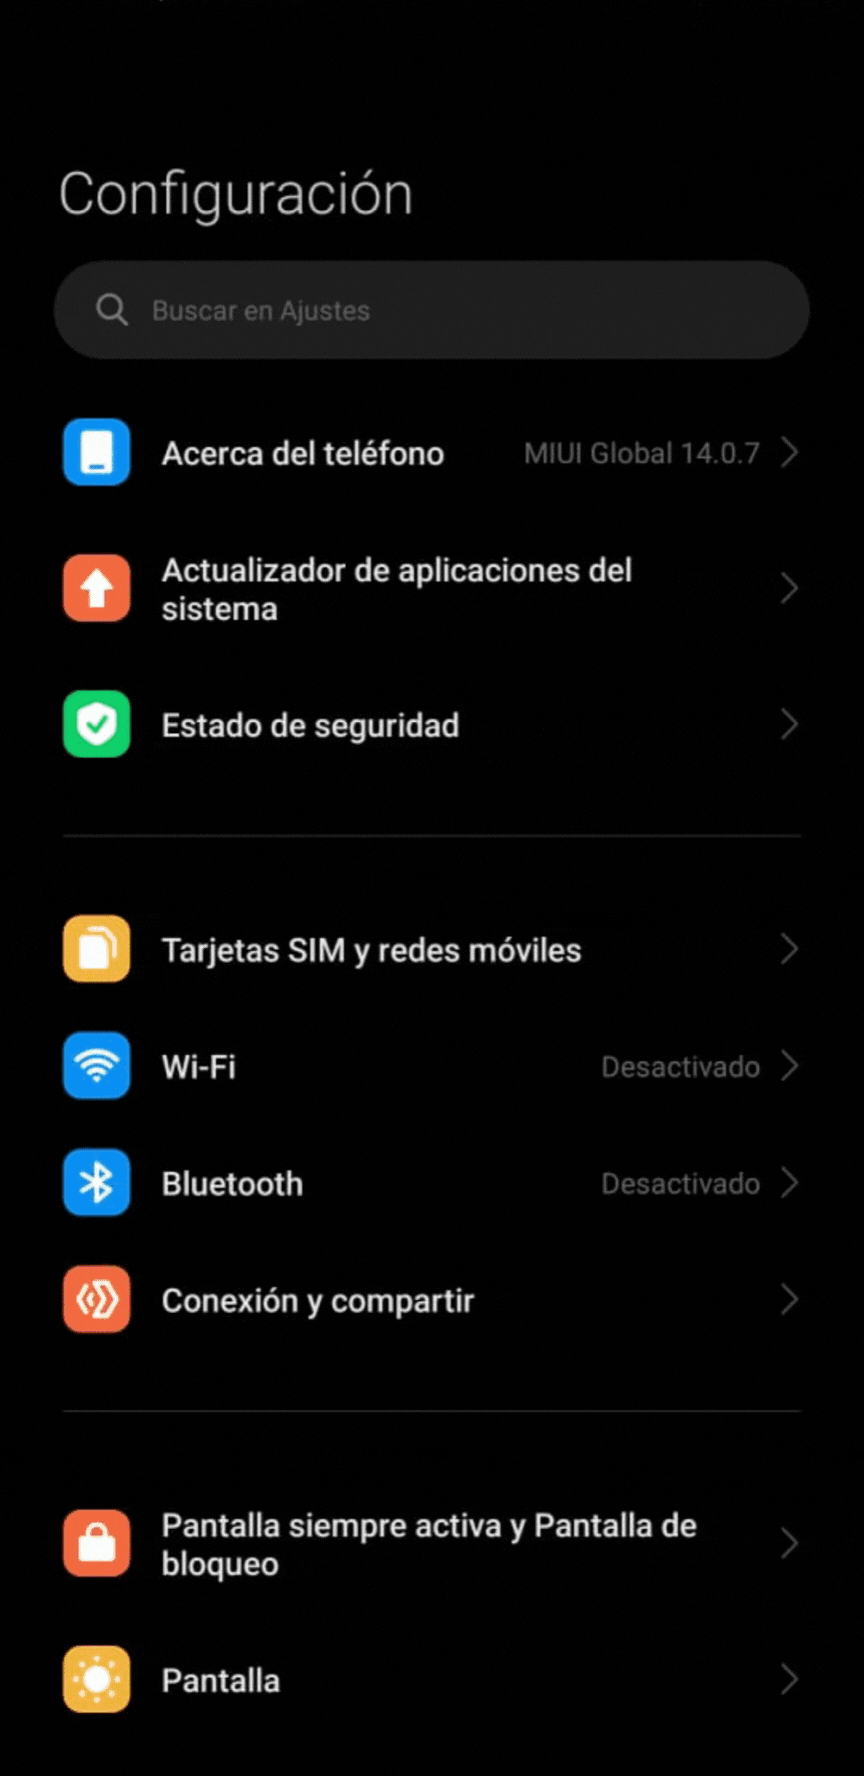 Configuración
Buscar en Ajustes
Acerca del teléfono MIUI Global 14.0.7
Actualizador de aplicaciones del
sistema
Estado de seguridad
Tarjetas SIM y redes móviles
Wi-Fi Desactivado
Bluetooth Desactivado
Conexión y compartir
Pantalla siempre activa y Pantalla de
bloqueo
Pantalla